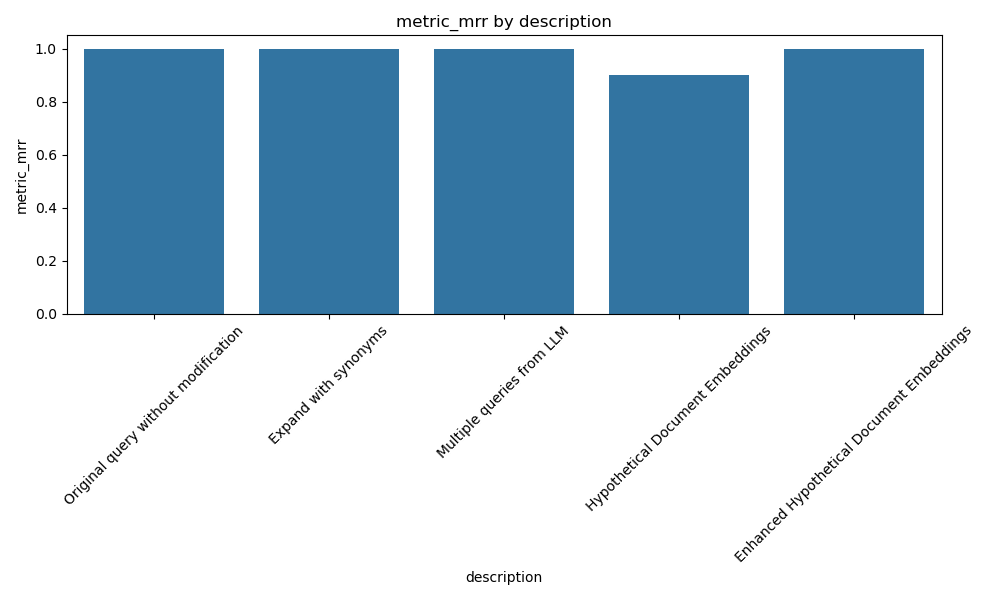 metric_mrr by description
metric_mrr
1.0
0.8
0.6
0.4
0.2
0.0
Original query without modification
Expand with synonyms
Multiple queries from LLM
Hypothetical Document Embeddings
Enhanced Hypothetical Document Embeddings
description